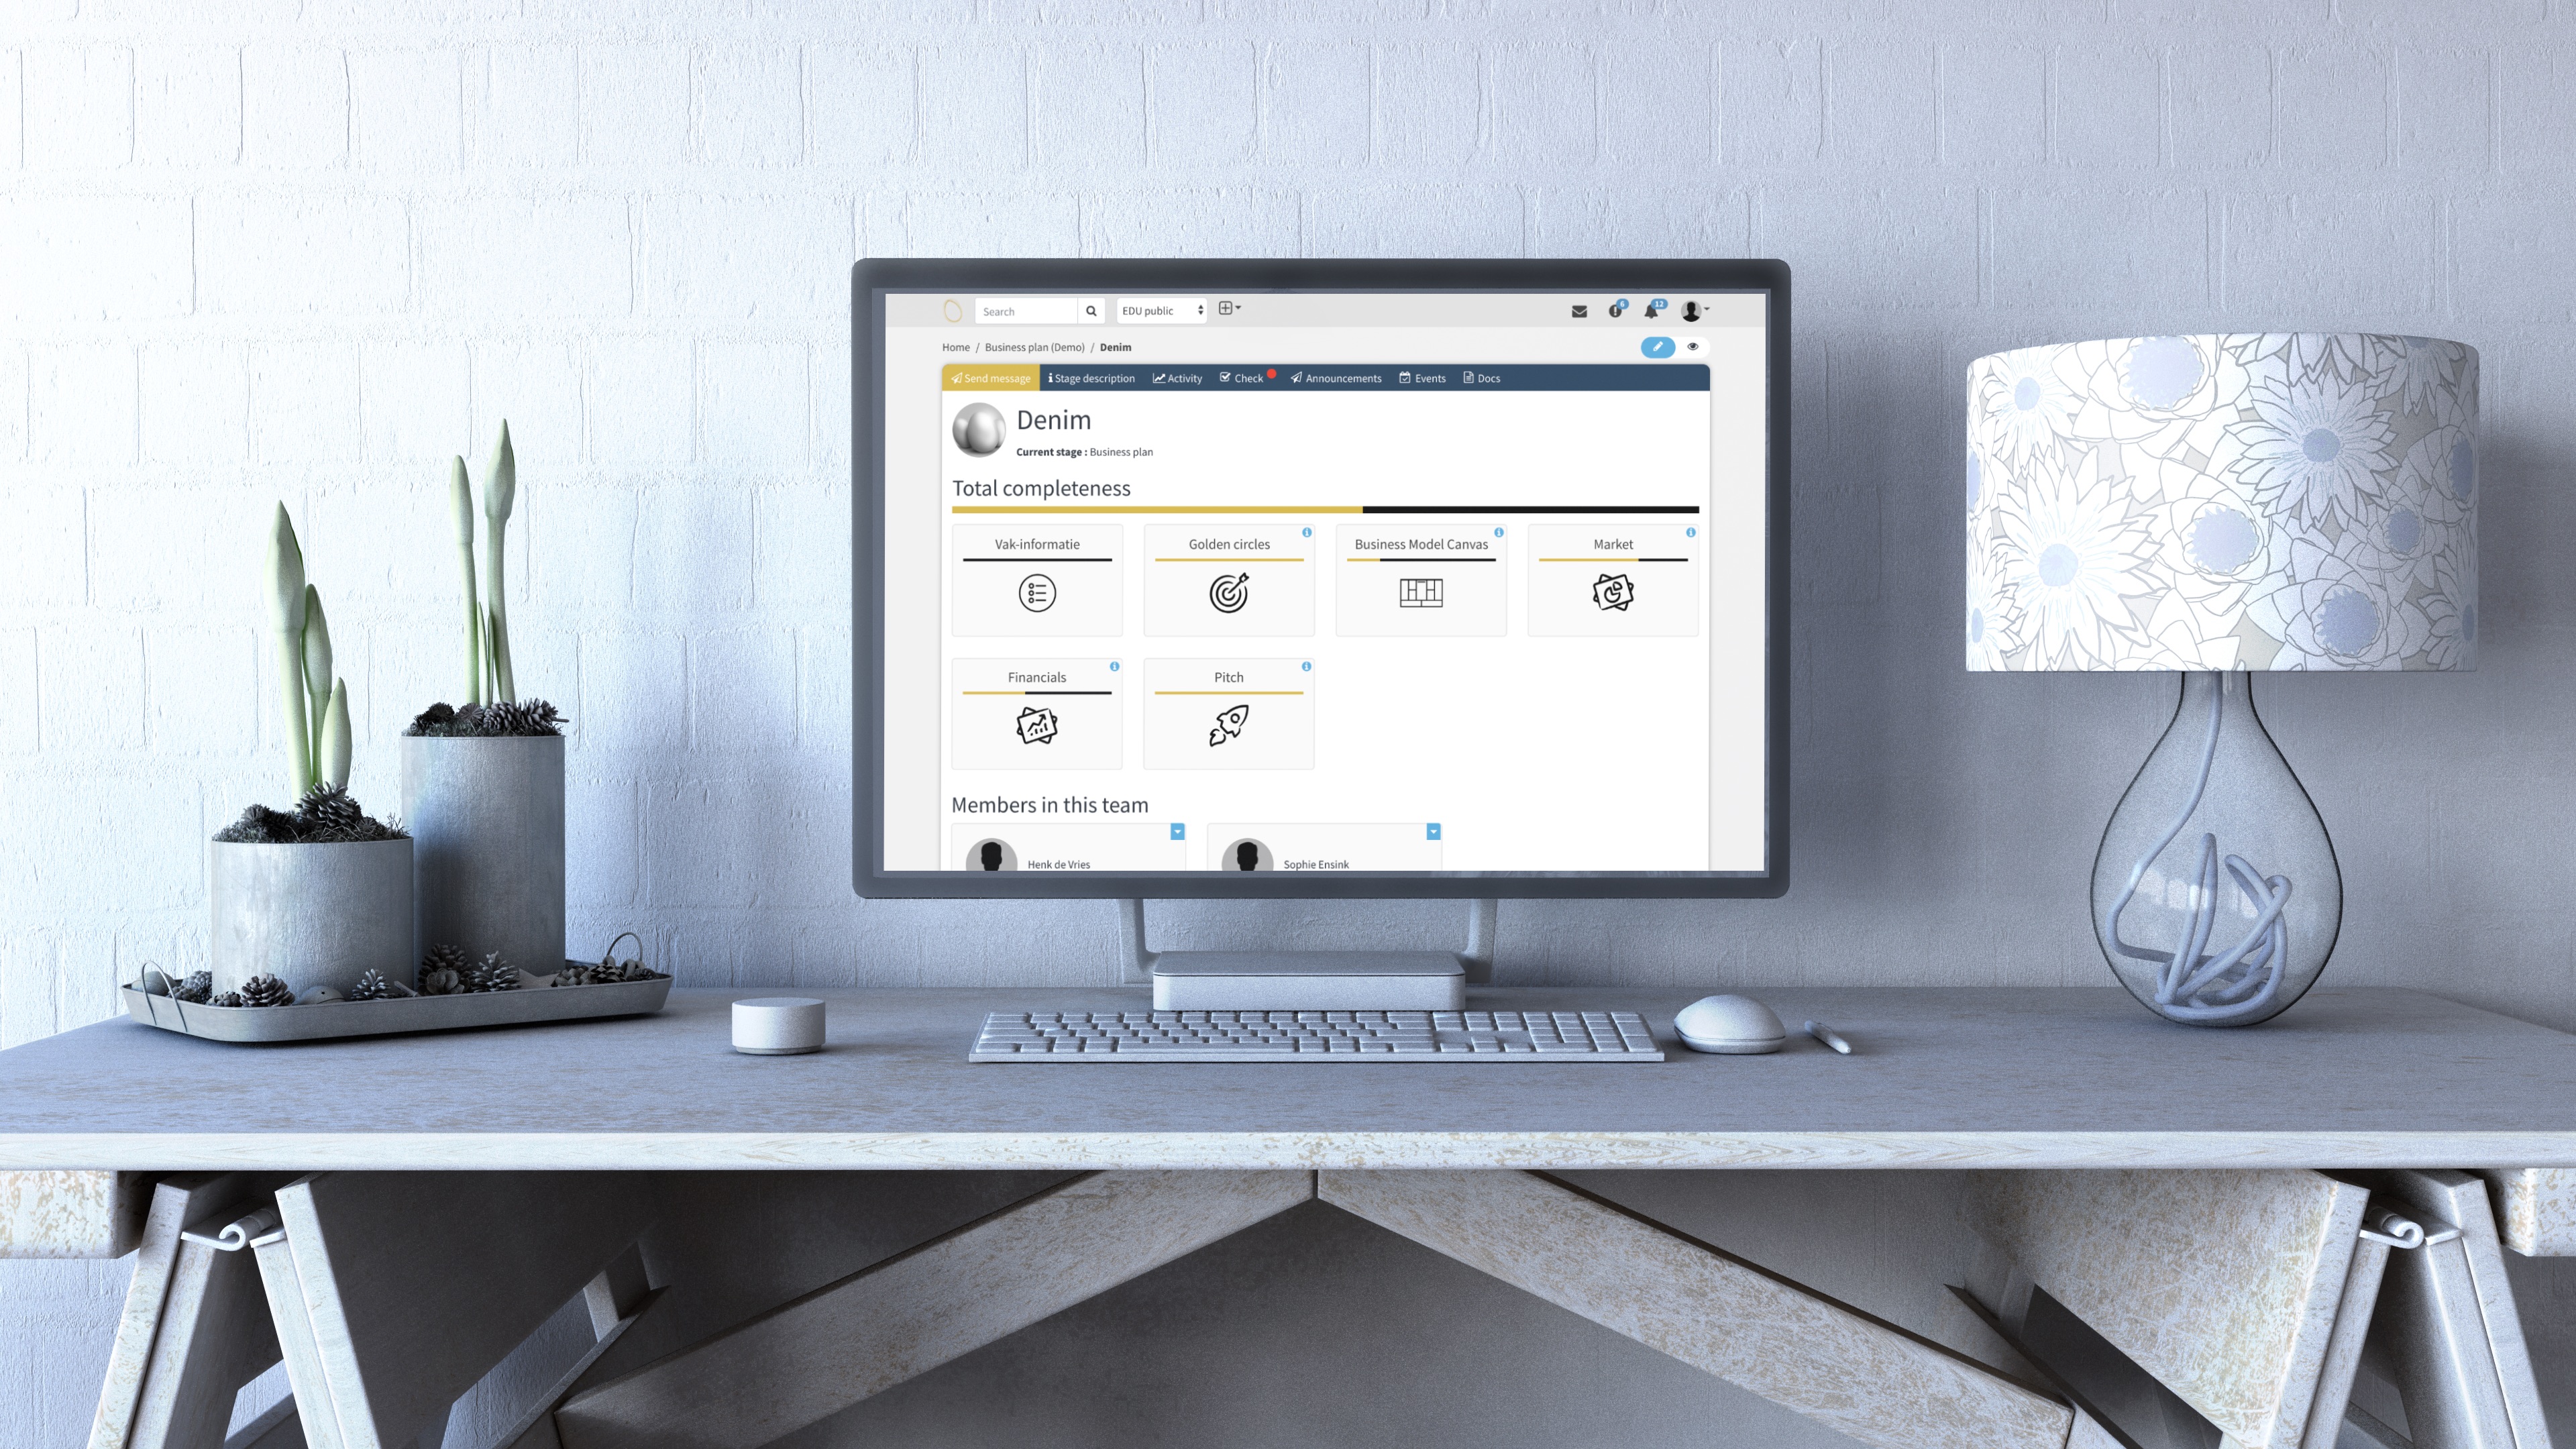 Search
EDU public
6
12
Home / Business plan (Demo) / Denim
Send message
Stage description
Activity
Check
Announcements
Events
Docs
Denim
Current stage : Business plan
Total completeness
Vak-informatie
Golden circles
Business Model Canvas
Market
Financials
Pitch
Members in this team
Henk de Vries
Sophie Ensink